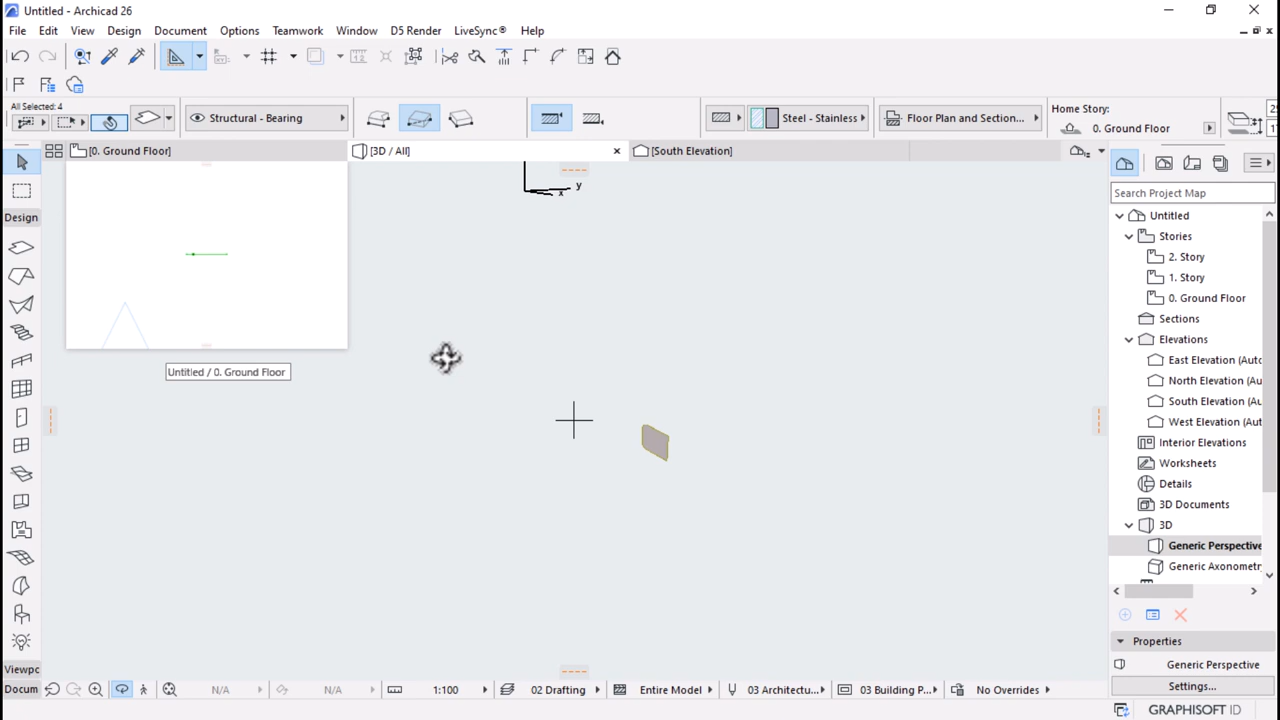 Untitled - Archicad 26
File Edit View Design Document Options Teamwork Window D5 Render LiveSync® Help
All Selected: 4
Structural - Bearing
Steel - Stainless
Floor Plan and Section...
Home Story:
0. Ground Floor
[0. Ground Floor]
[3D / All]
[South Elevation]
y
x
Design
Untitled / 0. Ground Floor
Search Project Map
Untitled
Stories
2. Story
1. Story
0. Ground Floor
Sections
Elevations
East Elevation (Auto
North Elevation (Au
South Elevation (Au
West Elevation (Aut
Interior Elevations
Worksheets
Details
3D Documents
3D
Generic Perspective
Generic Axonometr
Properties
Generic Perspective
Settings...
Viewpc
Docum
N/A
N/A
1:100
02 Drafting
Entire Model
03 Architectu...
03 Building P...
No Overrides
GRAPHISOFT ID